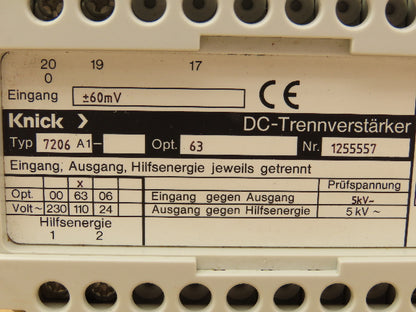 20 19 17
0
Eingang ±60mV CE
Knick DC-Trennverstärker
Typ 7206 A1- Opt. 63 Nr. 1255557
Eingang, Ausgang, Hilfsenergie jeweils getrennt
x Prüfspannung
Opt. 00 63 06 Eingang gegen Ausgang 5kV~
Volt~ 230 110 24 Ausgang gegen Hilfsenergie 5 kV ~
Hilfsenergie
1 2